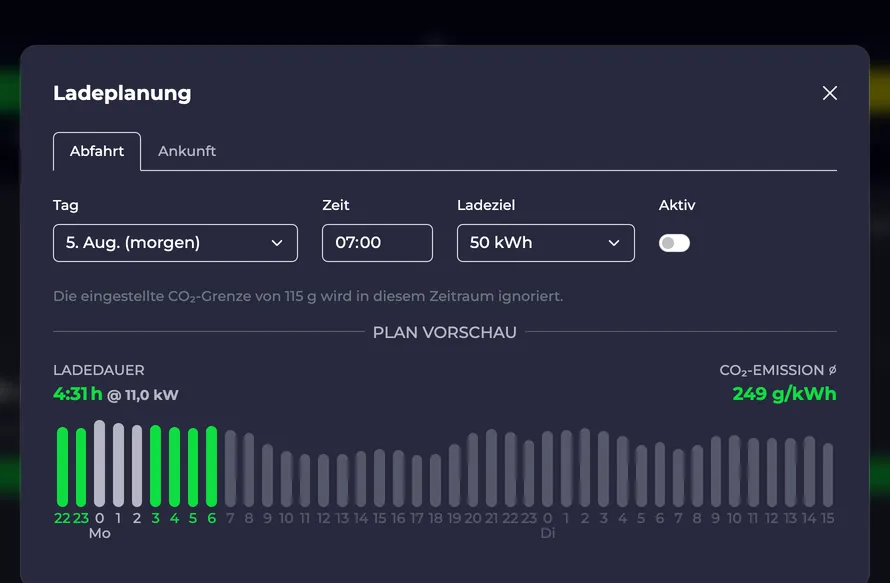 Ladeplanung
Abfahrt Ankunft
Tag Zeit Ladeziel Aktiv
5. Aug. (morgen) 07:00 50 kWh
Die eingestellte CO₂-Grenze von 115 g wird in diesem Zeitraum ignoriert.
PLAN VORSCHAU
LADEDAUER CO₂-EMISSION ⌀
4:31 h @ 11,0 kW 249 g/kWh
22 23 0 1 2 3 4 5 6 7 8 9 10 11 12 13 14 15 16 17 18 19 20 21 22 23 0 1 2 3 4 5 6 7 8 9 10 11 12 13 14 15
Mo Di